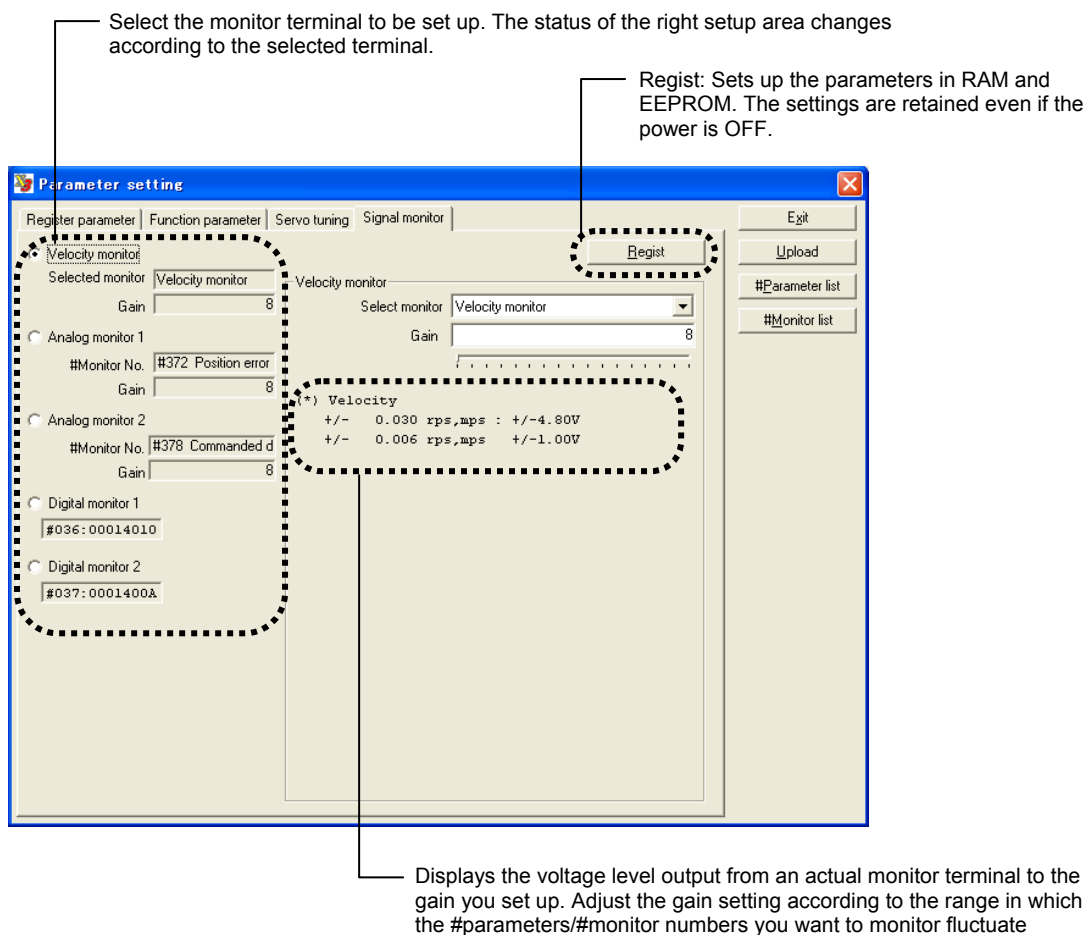 Select the monitor terminal to be set up. The status of the right setup area changes
according to the selected terminal.
Regist: Sets up the parameters in RAM and
EEPROM. The settings are retained even if the
power is OFF.
Parameter setting
Register parameter Function parameter Servo tuning Signal monitor
Exit
Upload
#Parameter list
#Monitor list
Regist
Velocity monitor
Selected monitor Velocity monitor
Gain 8
Analog monitor 1
#Monitor No. #372 Position error
Gain 8
Analog monitor 2
#Monitor No. #378 Commanded d
Gain 8
Digital monitor 1
#036:00014010
Digital monitor 2
#037:0001400A
Velocity monitor
Select monitor Velocity monitor
Gain 8
(*) Velocity
+/- 0.030 rps,mps : +/-4.80V
+/- 0.006 rps,mps +/-1.00V
Displays the voltage level output from an actual monitor terminal to the
gain you set up. Adjust the gain setting according to the range in which
the #parameters/#monitor numbers you want to monitor fluctuate